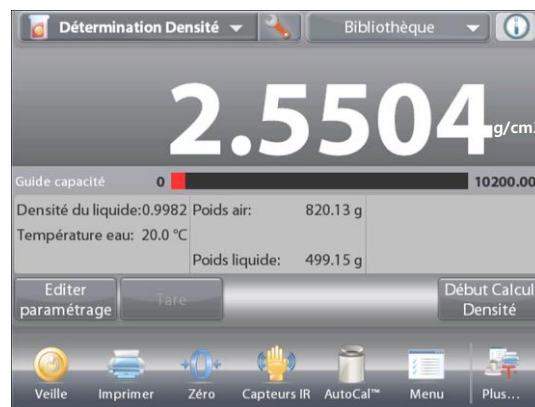 Détermination Densité
Bibliothèque
2.5504 g/cm
Guide capacité 0 10200.00
Densité du liquide:0.9982 Poids air: 820.13 g
Température eau: 20.0 °C
Poids liquide: 499.15 g
Editer paramétrage
Tare
Début Calcul Densité
Veille Imprimer Zéro Capteurs IR AutoCal™ Menu Plus...